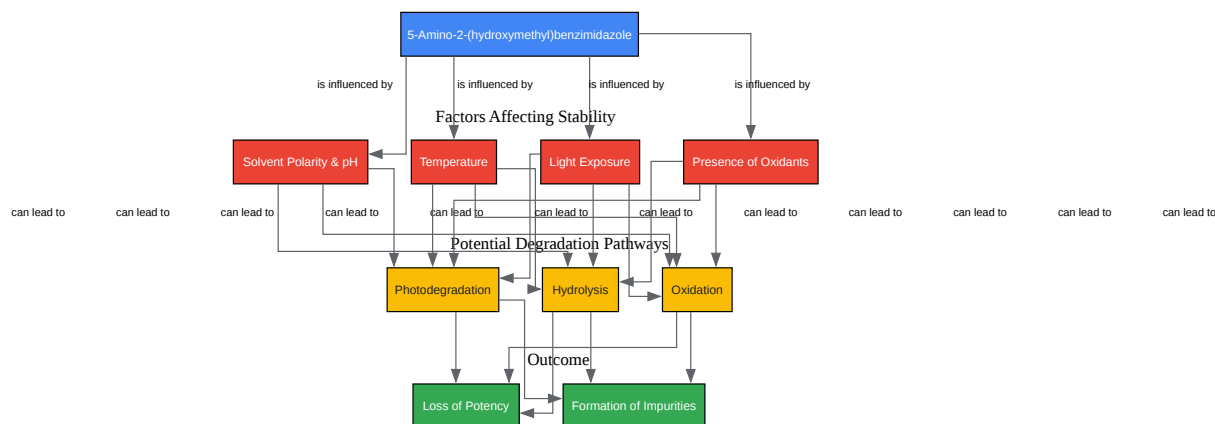 5-Amino-2-(hydroxymethyl)benzimidazole
is influenced by
is influenced by
is influenced by
is influenced by
Factors Affecting Stability
Solvent Polarity & pH
Temperature
Light Exposure
Presence of Oxidants
can lead to
can lead to
can lead to
can lead to
can lead to
can lead to
can lead to
can lead to
can lead to
can lead to
can lead to
can lead to
Potential Degradation Pathways
Photodegradation
Hydrolysis
Oxidation
Outcome
Loss of Potency
Formation of Impurities